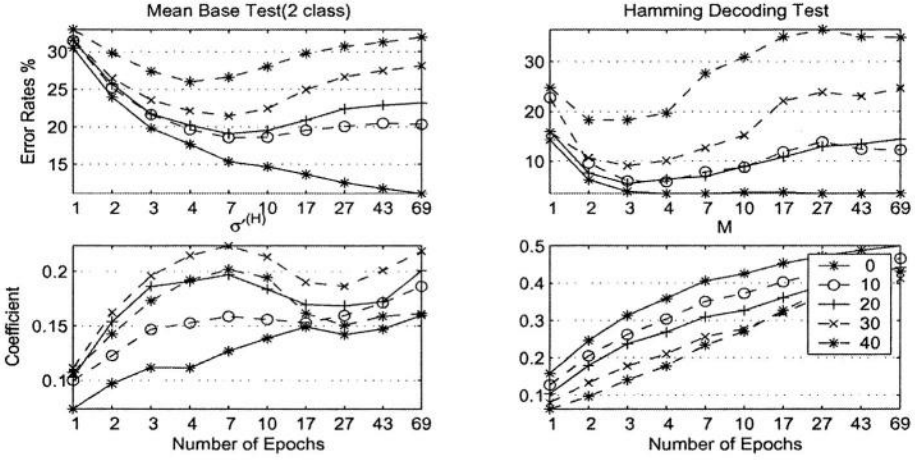 Mean Base Test(2 class)
Error Rates %
30
25
20
15
1 2 3 4 7 10 17 27 43 69
Hamming Decoding Test
30
20
10
1 2 3 4 7 10 17 27 43 69
σ'(H)
Coefficient
0.2
0.15
0.1
1 2 3 4 7 10 17 27 43 69
Number of Epochs
M
0.5
0.4
0.3
0.2
0.1
0
10
20
30
40
1 2 3 4 7 10 17 27 43 69
Number of Epochs